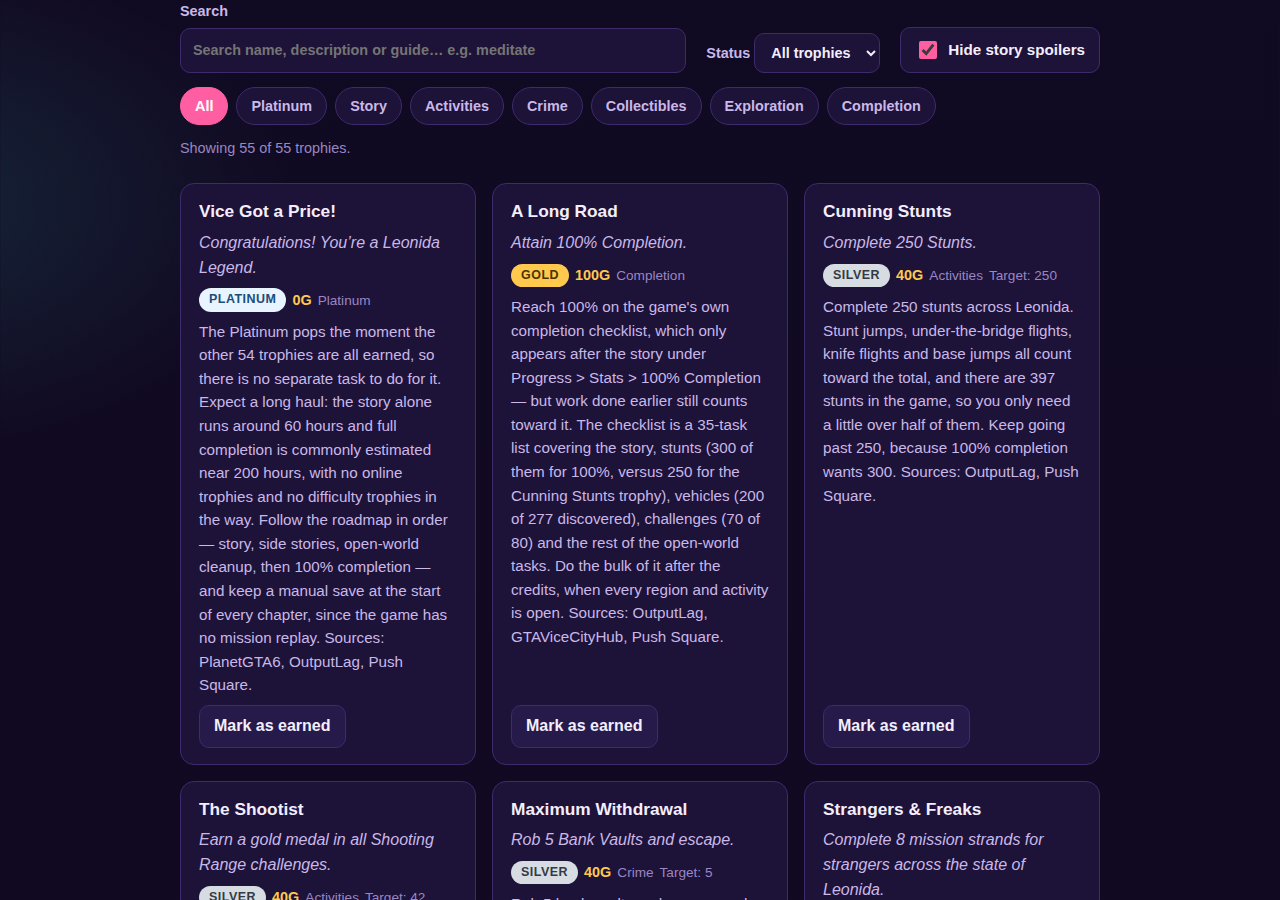 Search
Search name, description or guide… e.g. meditate
Status
All trophies
Hide story spoilers
All
Platinum
Story
Activities
Crime
Collectibles
Exploration
Completion
Showing 55 of 55 trophies.
Vice Got a Price!
Congratulations! You’re a Leonida
Legend.
PLATINUM 0G Platinum
The Platinum pops the moment the
other 54 trophies are all earned, so
there is no separate task to do for it.
Expect a long haul: the story alone
runs around 60 hours and full
completion is commonly estimated
near 200 hours, with no online
trophies and no difficulty trophies in
the way. Follow the roadmap in order
— story, side stories, open-world
cleanup, then 100% completion —
and keep a manual save at the start
of every chapter, since the game has
no mission replay. Sources:
PlanetGTA6, OutputLag, Push
Square.
Mark as earned
A Long Road
Attain 100% Completion.
GOLD 100G Completion
Reach 100% on the game's own
completion checklist, which only
appears after the story under
Progress > Stats > 100% Completion
— but work done earlier still counts
toward it. The checklist is a 35-task
list covering the story, stunts (300 of
them for 100%, versus 250 for the
Cunning Stunts trophy), vehicles (200
of 277 discovered), challenges (70 of
80) and the rest of the open-world
tasks. Do the bulk of it after the
credits, when every region and activity
is open. Sources: OutputLag,
GTAViceCityHub, Push Square.
Mark as earned
Cunning Stunts
Complete 250 Stunts.
SILVER 40G Activities Target: 250
Complete 250 stunts across Leonida.
Stunt jumps, under-the-bridge flights,
knife flights and base jumps all count
toward the total, and there are 397
stunts in the game, so you only need
a little over half of them. Keep going
past 250, because 100% completion
wants 300. Sources: OutputLag, Push
Square.
Mark as earned
The Shootist
Earn a gold medal in all Shooting
Range challenges.
SILVER 40G Activities Target: 42
Maximum Withdrawal
Rob 5 Bank Vaults and escape.
SILVER 40G Crime Target: 5
Strangers & Freaks
Complete 8 mission strands for
strangers across the state of
Leonida.